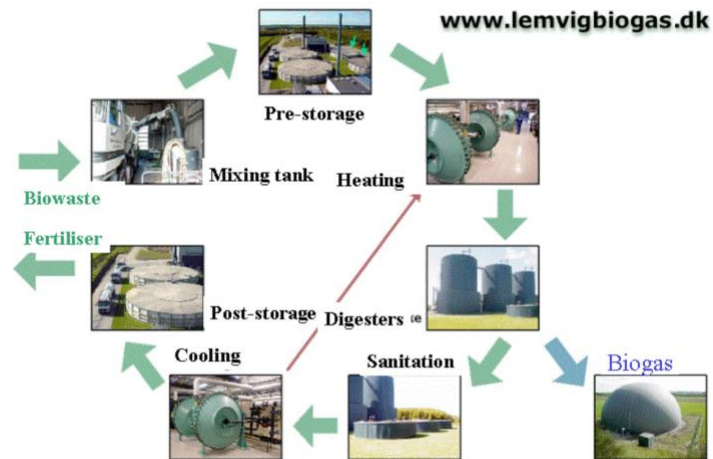 www.lemvigbiogas.dk
Pre-storage
Mixing tank
Heating
Biowaste
Fertiliser
Post-storage
Digesters
Cooling
Sanitation
Biogas